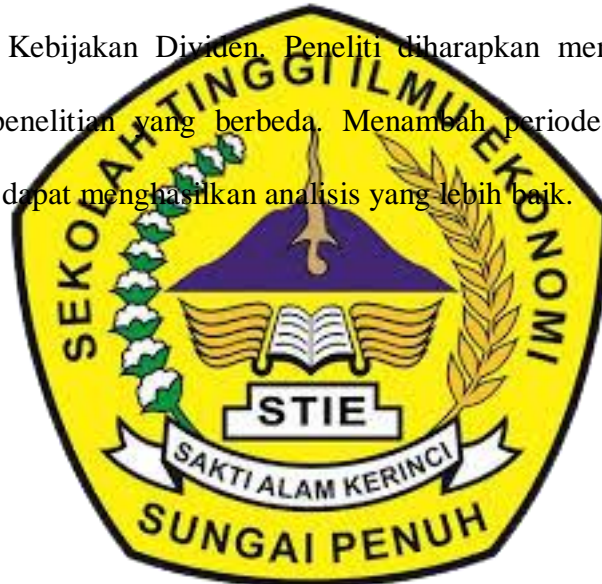 Kebijakan Dividen. Peneliti diharapkan
penelitian yang berbeda. Menambah periode
dapat menghasilkan analisis yang lebih baik.
SEKOLAH TINGGI ILMU EKONOMI
STIE
SAKTI ALAM KERINCI
SUNGAI PENUH